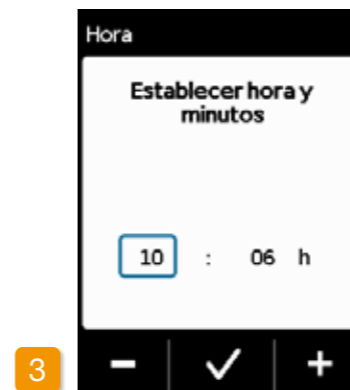 Hora
Establecer hora y
minutos
10 : 06 h
3 - ✓ +